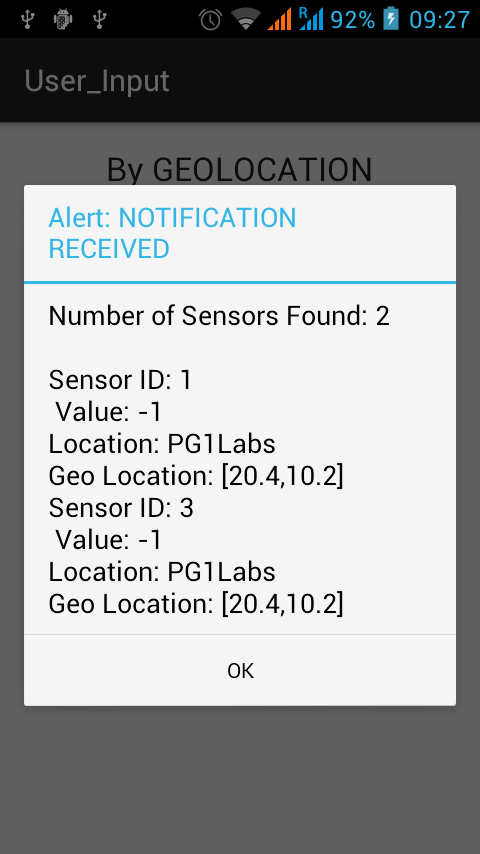 R 92% 09:27
User_Input
By GEOLOCATION
Alert: NOTIFICATION
RECEIVED
Number of Sensors Found: 2
Sensor ID: 1
Value: -1
Location: PG1Labs
Geo Location: [20.4,10.2]
Sensor ID: 3
Value: -1
Location: PG1Labs
Geo Location: [20.4,10.2]
OK